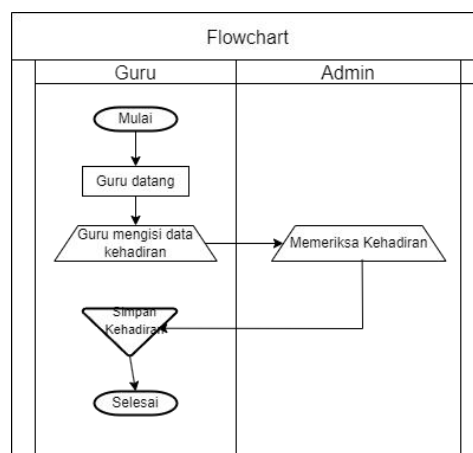 Flowchart
Guru
Admin
Mulai
Guru datang
Guru mengisi data
kehadiran
Memeriksa Kehadiran
Simpan
Kehadiran
Selesai